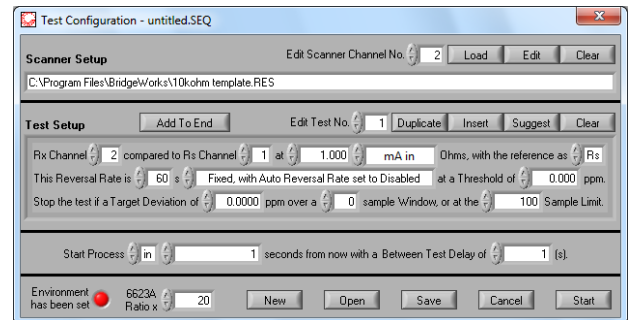 Test Configuration - untitled.SEQ
Scanner Setup Edit Scanner Channel No. 2 Load Edit Clear
C:\Program Files\BridgeWorks\10kohm template.RES
Test Setup Add To End Edit Test No. 1 Duplicate Insert Suggest Clear
Rx Channel 2 compared to Rs Channel 1 at 1.000 mA in Ohms, with the reference as Rs
This Reversal Rate is 60 s Fixed, with Auto Reversal Rate set to Disabled at a Threshold of 0.000 ppm.
Stop the test if a Target Deviation of 0.0000 ppm over a 0 sample Window, or at the 100 Sample Limit.
Start Process in 1 seconds from now with a Between Test Delay of 1 (s).
Environment has been set 6623A Ratio x 20 New Open Save Cancel Start